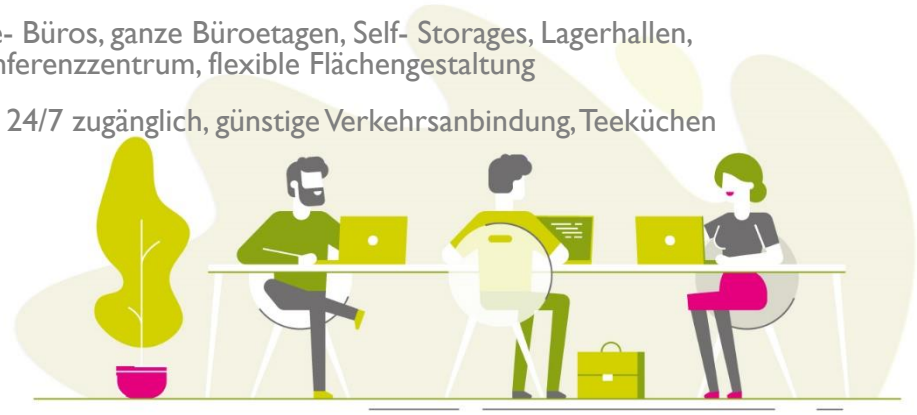 e- Büros, ganze Büroetagen, Self- Storages, Lagerhallen,
nferenzzentrum, flexible Flächengestaltung
24/7 zugänglich, günstige Verkehrsanbindung, Teeküchen